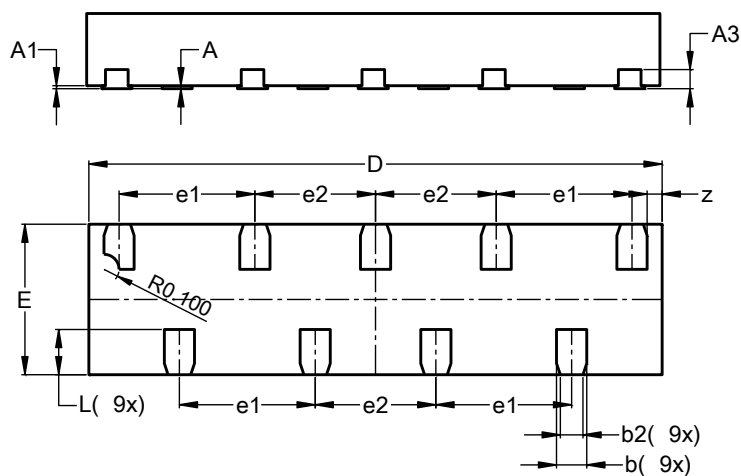 A1
A
A3
D
e1
e2
e2
e1
z
E
R0.100
L( 9x)
e1
e2
e1
b2( 9x)
b( 9x)